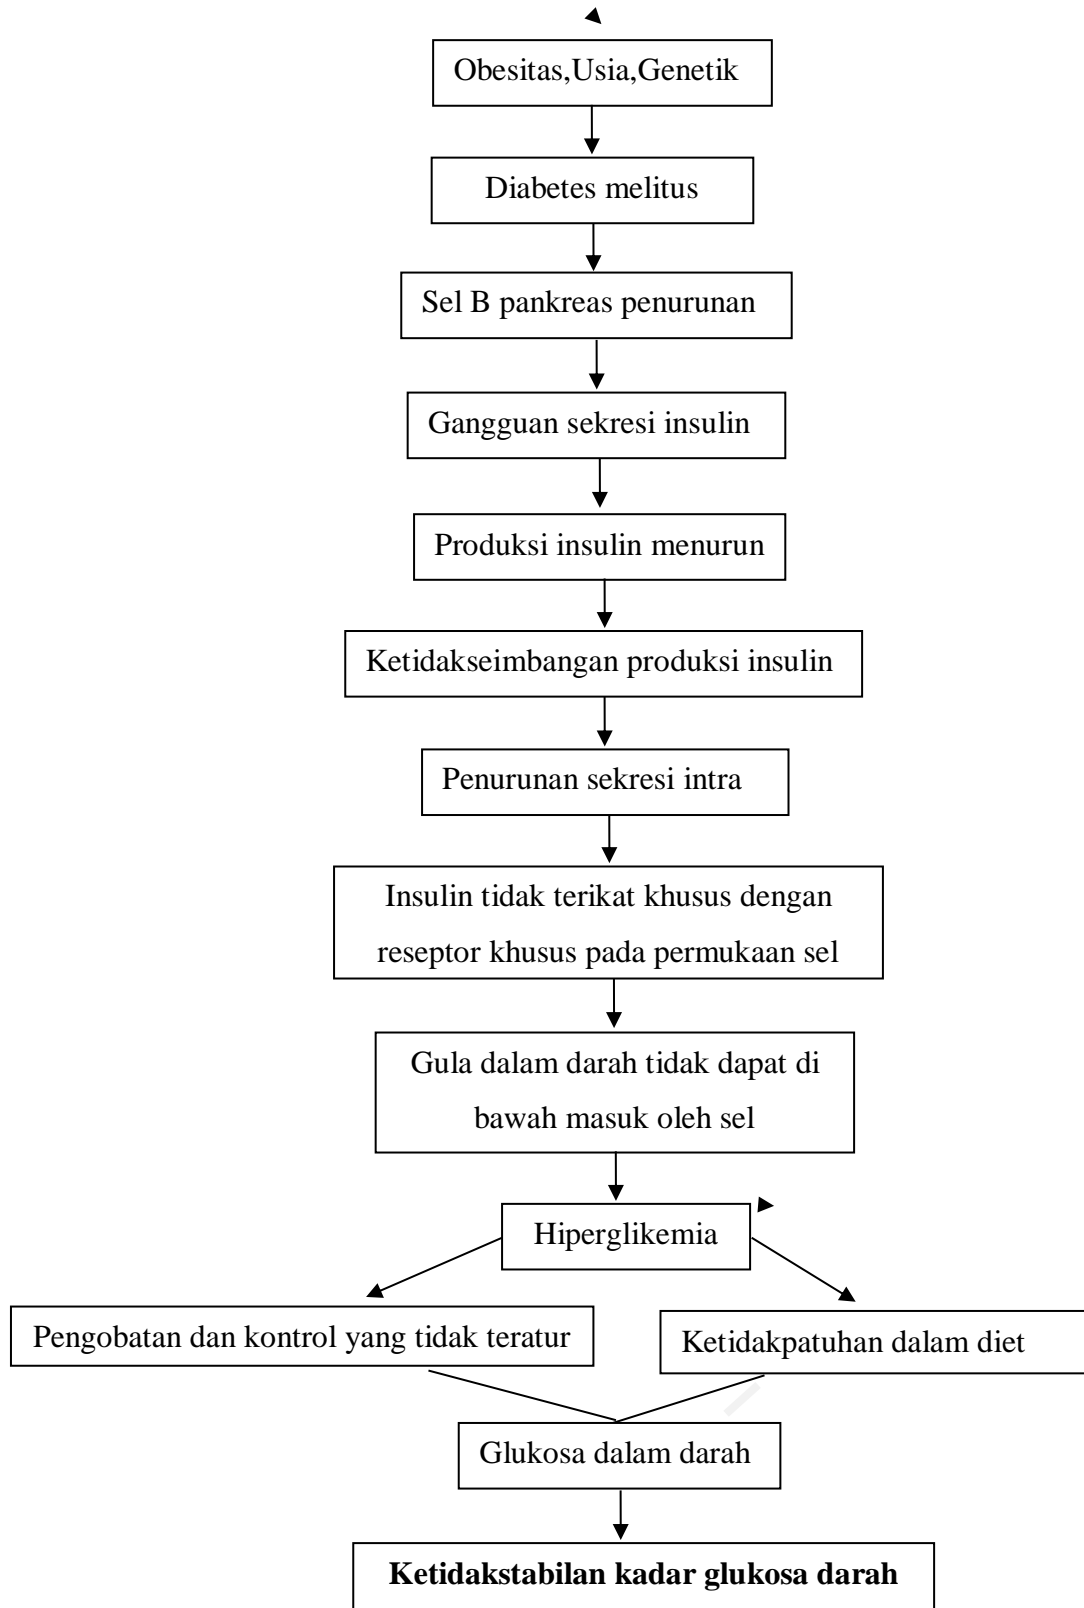 Obesitas,Usia,Genetik
Diabetes melitus
Sel B pankreas penurunan
Gangguan sekresi insulin
Produksi insulin menurun
Ketidakseimbangan produksi insulin
Penurunan sekresi intra
Insulin tidak terikat khusus dengan
reseptor khusus pada permukaan sel
Gula dalam darah tidak dapat di
bawah masuk oleh sel
Hiperglikemia
Pengobatan dan kontrol yang tidak teratur
Ketidakpatuhan dalam diet
Glukosa dalam darah
Ketidakstabilan kadar glukosa darah